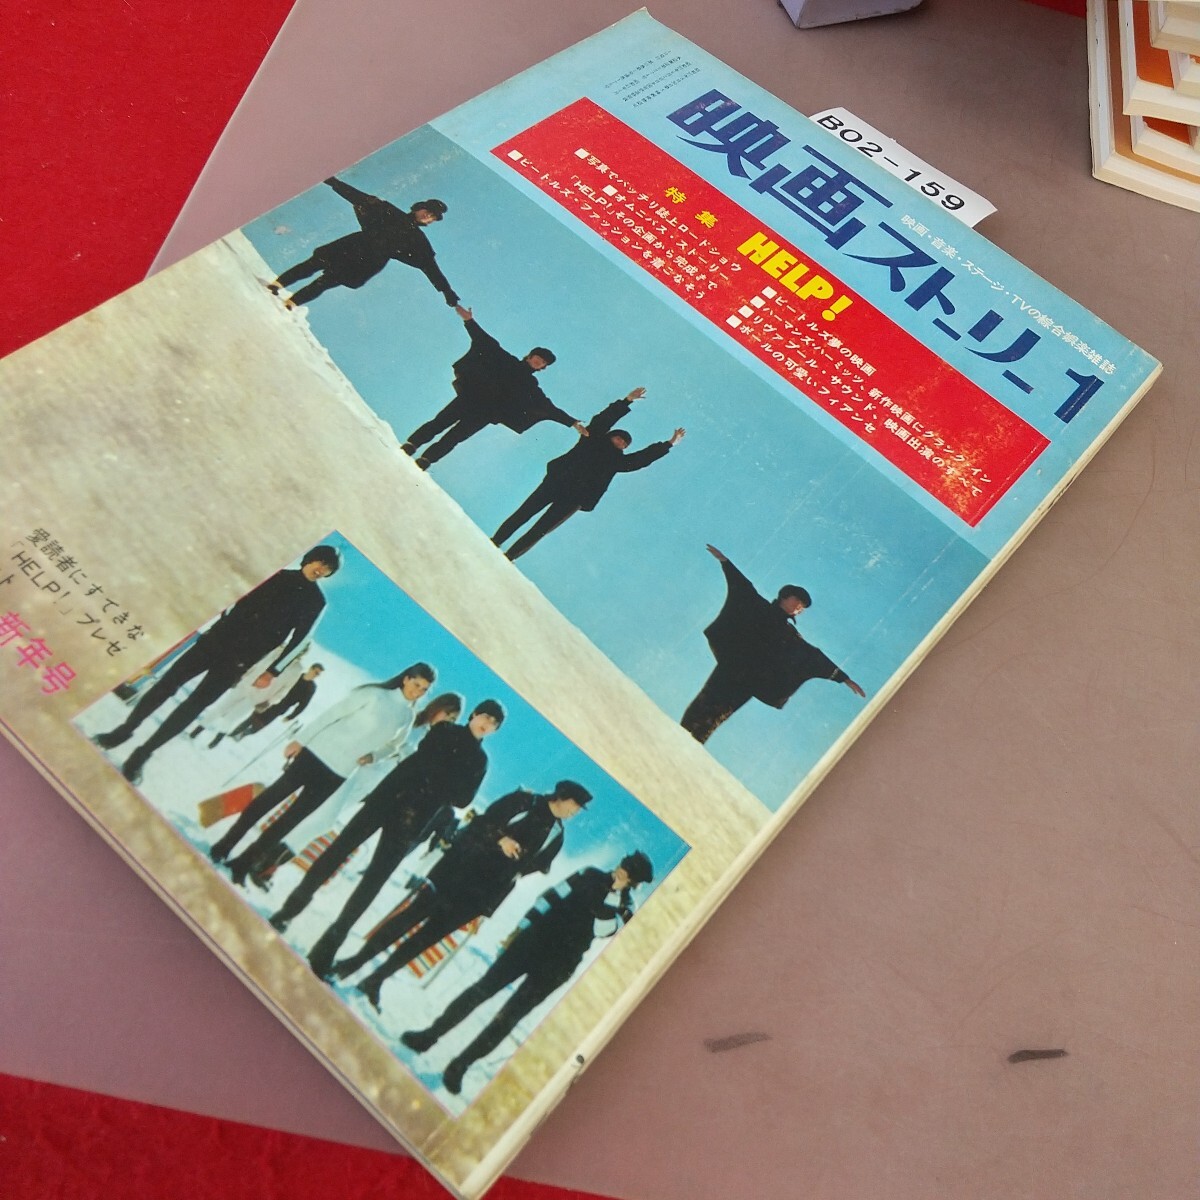 B02-159
映画・音楽・ステージ・TVの綜合娯楽雑誌
映画ストーリー 1
特集 HELP!
■写真でバッチリ誌上ロードショウ
■オムニバス・ストーリー
「HELP!」その企画から完成まで
■ビートルズ・ファッションを着こなそう
■ビートルズ夢の映画
■ハーマンズ・ハーミッツ、新作映画にクランク・イン
■リヴァプール・サウンド、映画出演のすべて
■ポールの可愛いフィアンセ
愛読者にすてきな
「HELP!」プレゼ
ント
新年号